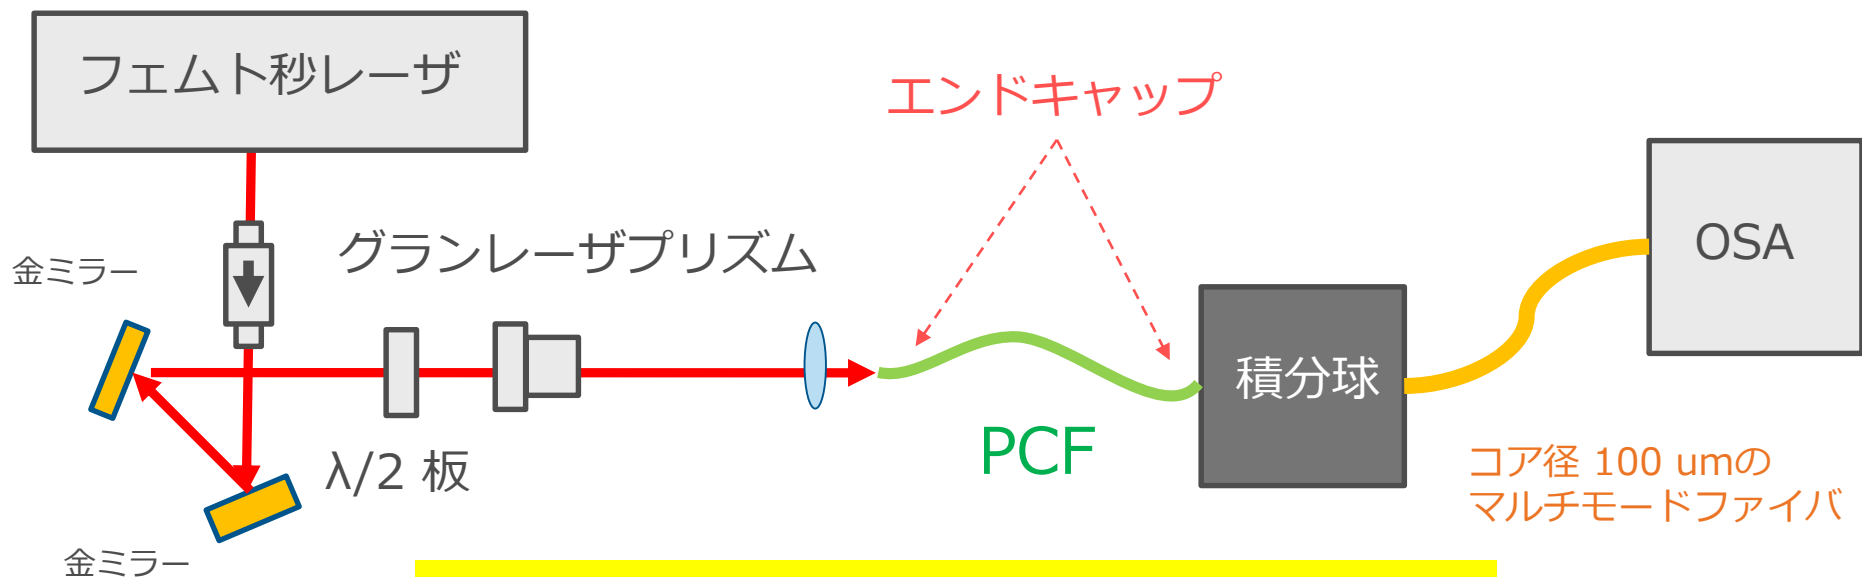 フェムト秒レーザ
エンドキャップ
金ミラー
グランレーザプリズム
OSA
積分球
λ/2 板
PCF
コア径 100 umの
マルチモードファイバ
金ミラー